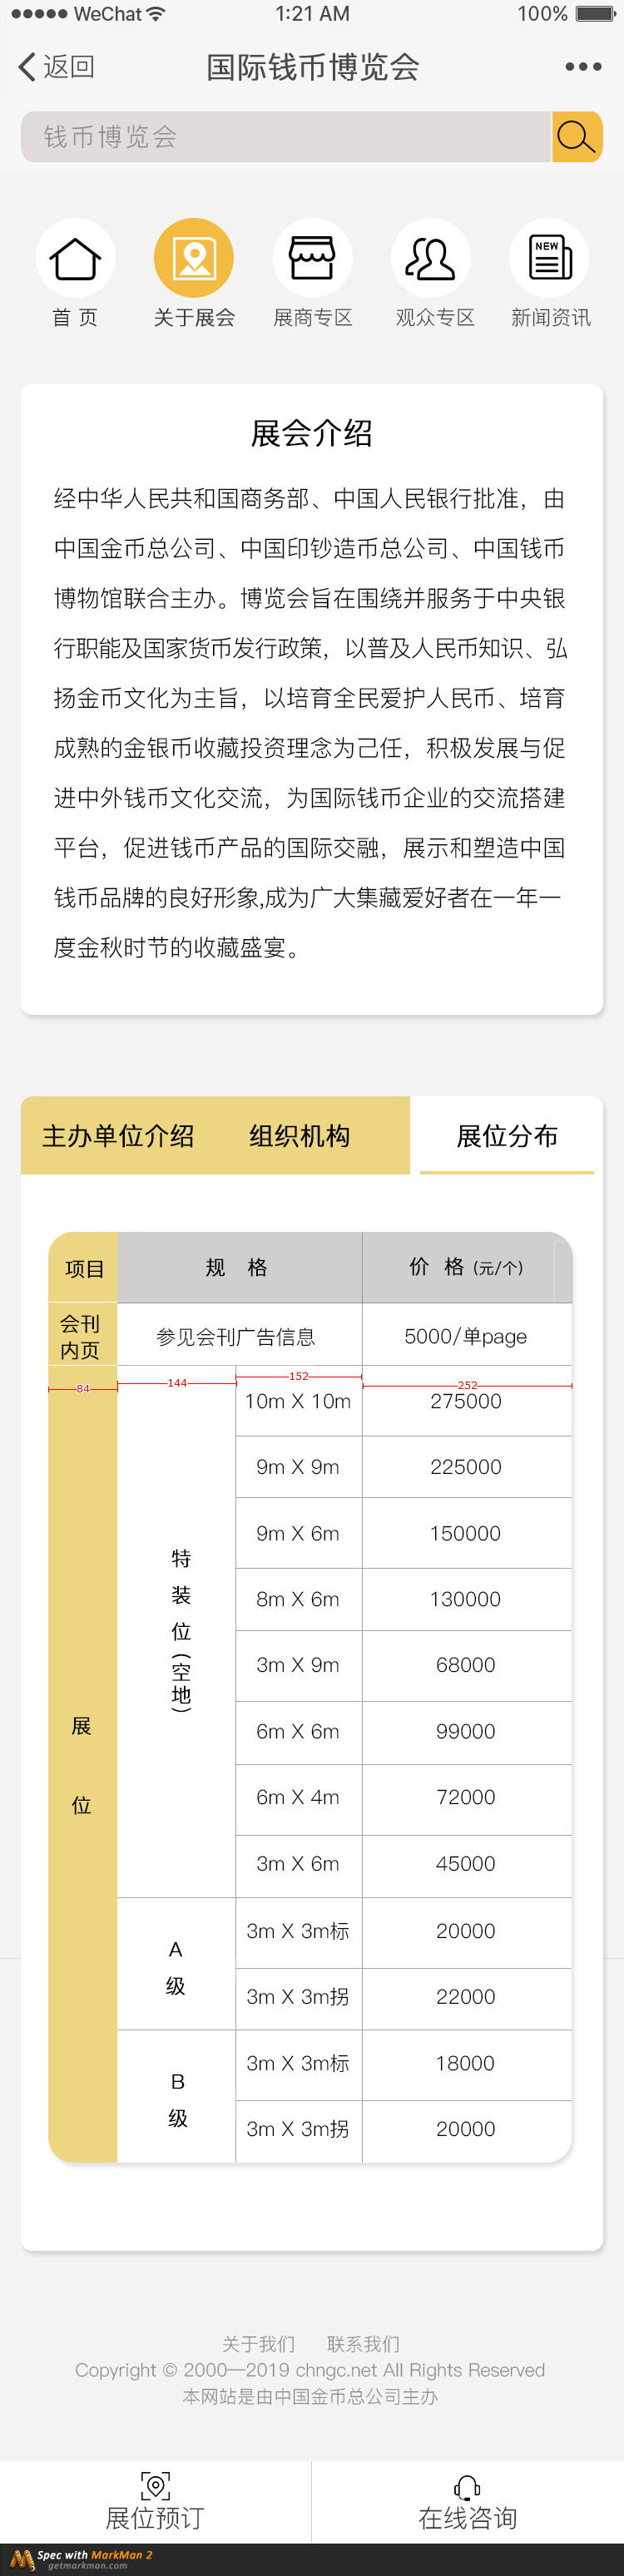 WeChat 1:21 AM 100%
返回 国际钱币博览会
钱币博览会
NEW
首 页 关于展会 展商专区 观众专区 新闻资讯
展会介绍
经中华人民共和国商务部、中国人民银行批准，由
中国金币总公司、中国印钞造币总公司、中国钱币
博物馆联合主办。博览会旨在围绕并服务于中央银
行职能及国家货币发行政策，以普及人民币知识、弘
扬金币文化为主旨，以培育全民爱护人民币、培育
成熟的金银币收藏投资理念为己任，积极发展与促
进中外钱币文化交流，为国际钱币企业的交流搭建
平台，促进钱币产品的国际交融，展示和塑造中国
钱币品牌的良好形象,成为广大集藏爱好者在一年一
度金秋时节的收藏盛宴。
主办单位介绍 组织机构 展位分布
项目 规 格 价 格 (元/个)
会刊
内页
参见会刊广告信息 5000/单page
84 144 152 252
10m X 10m 275000
9m X 9m 225000
9m X 6m 150000
8m X 6m 130000
3m X 9m 68000
6m X 6m 99000
6m X 4m 72000
3m X 6m 45000
特装位(空地)
展位
A
级
3m X 3m标 20000
3m X 3m拐 22000
B
级
3m X 3m标 18000
3m X 3m拐 20000
关于我们 联系我们
Copyright © 2000—2019 chngc.net All Rights Reserved
本网站是由中国金币总公司主办
展位预订 在线咨询
Spec with MarkMan 2
getmarkman.com